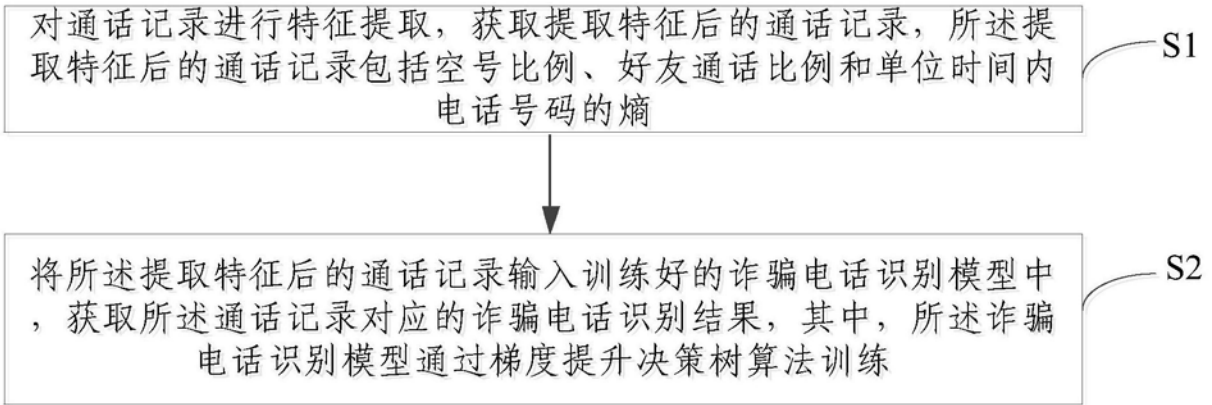 对通话记录进行特征提取，获取提取特征后的通话记录，所述提
取特征后的通话记录包括空号比例、好友通话比例和单位时间内
电话号码的熵
S1
将所述提取特征后的通话记录输入训练好的诈骗电话识别模型中
，获取所述通话记录对应的诈骗电话识别结果，其中，所述诈骗
电话识别模型通过梯度提升决策树算法训练
S2